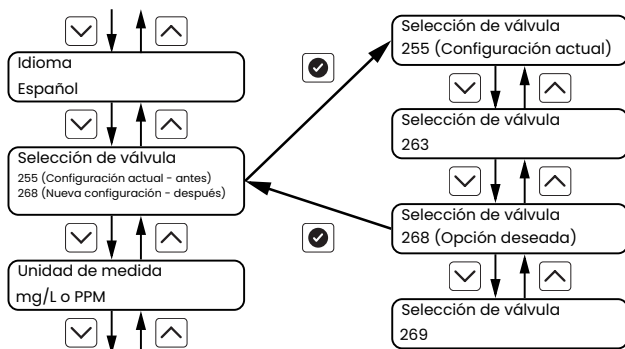 Idioma
Español
Selección de válvula
255 (Configuración actual - antes)
268 (Nueva configuración - después)
Unidad de medida
mg/L o PPM
Selección de válvula
255 (Configuración actual)
Selección de válvula
263
Selección de válvula
268 (Opción deseada)
Selección de válvula
269